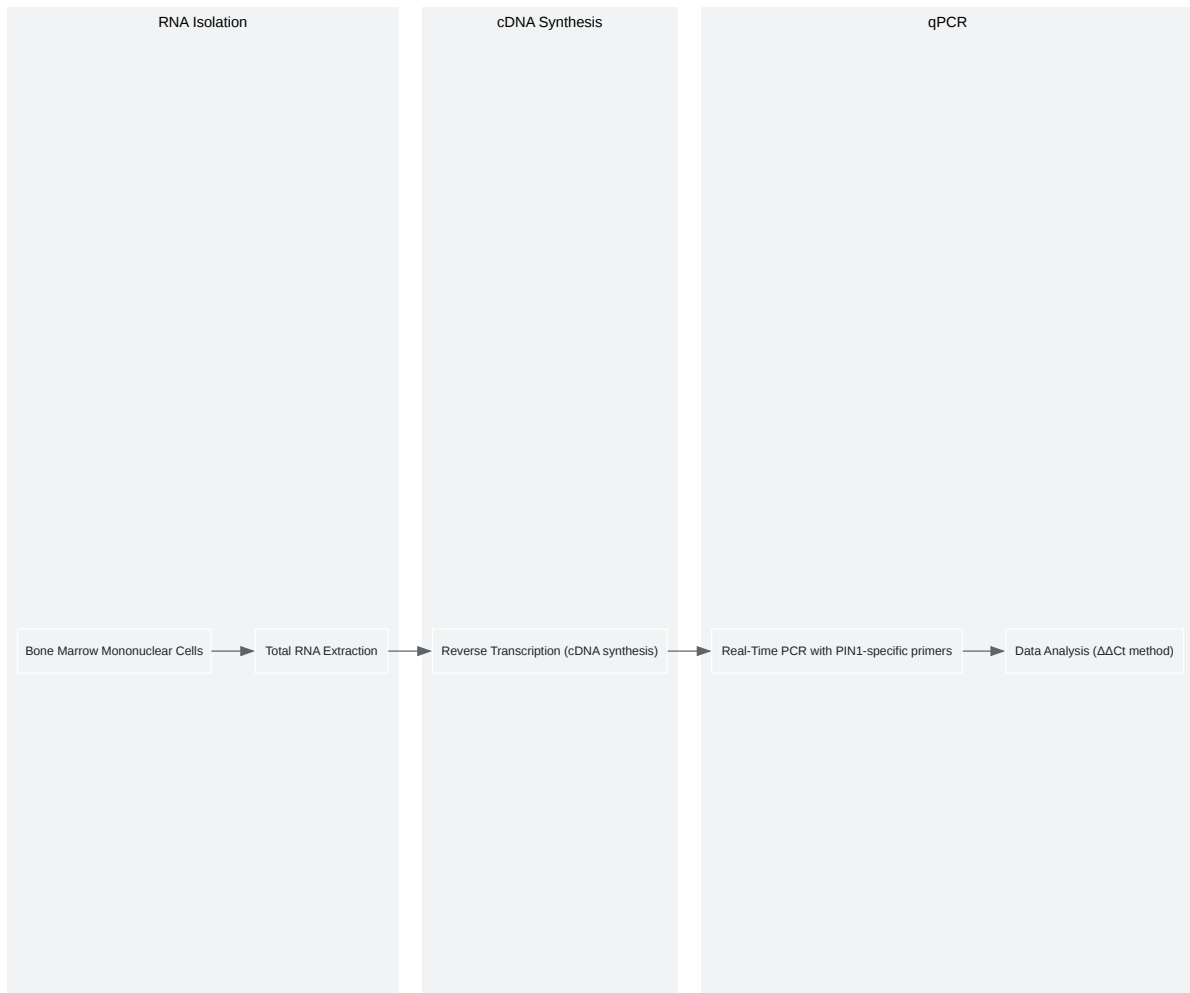 RNA Isolation
cDNA Synthesis
qPCR
Bone Marrow Mononuclear Cells
Total RNA Extraction
Reverse Transcription (cDNA synthesis)
Real-Time PCR with PIN1-specific primers
Data Analysis (ΔΔCt method)